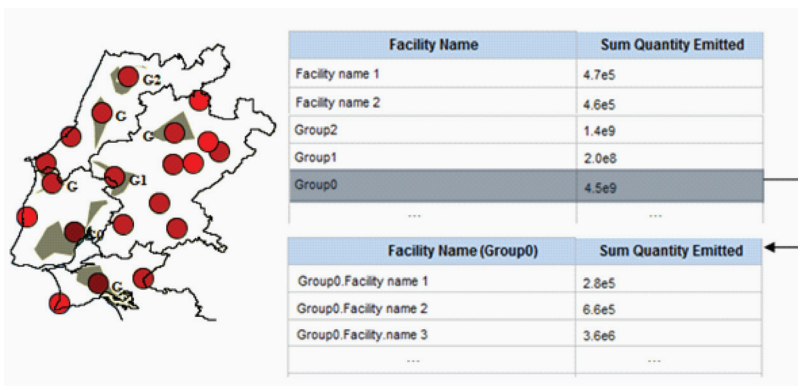 G2
G
G
G1
G
G
Facility Name Sum Quantity Emitted
Facility name 1 4.7e5
Facility name 2 4.6e5
Group2 1.4e9
Group1 2.0e8
Group0 4.5e9
... ...
Facility Name (Group0) Sum Quantity Emitted
Group0.Facility name 1 2.8e5
Group0.Facility name 2 6.6e5
Group0.Facility.name 3 3.6e6
... ...